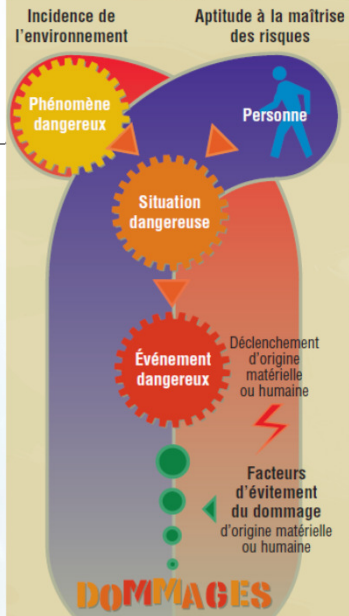 Incidence de
l'environnement
Aptitude à la maîtrise
des risques
Phénomène
dangereux
Personne
Situation
dangereuse
Événement
dangereux
Déclenchement
d'origine
matérielle
ou humaine
Facteurs
d'évitement
du dommage
d'origine matérielle
ou humaine
DOMMAGES